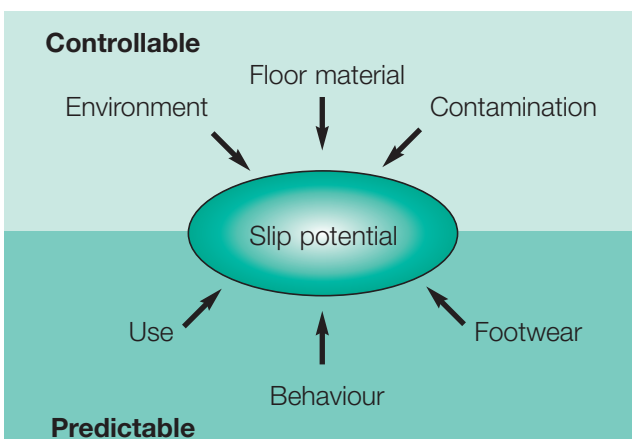 Controllable
Floor material
Environment
Contamination
Slip potential
Use
Footwear
Behaviour
Predictable